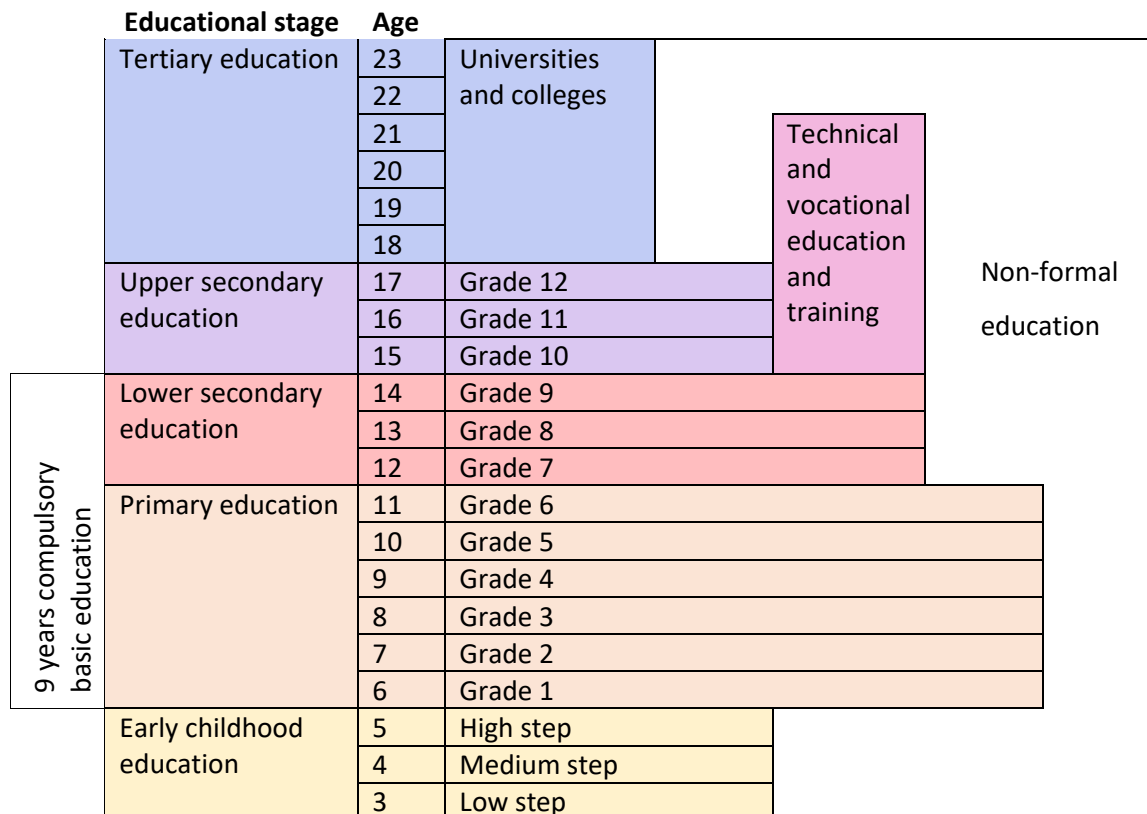 Educational stage Age
Tertiary education 23 Universities
22 and colleges
21 Technical
20 and
19 vocational
18 education
Upper secondary 17 Grade 12 and
education 16 Grade 11 training
15 Grade 10
Non-formal
education
9 years compulsory
basic education
Lower secondary 14 Grade 9
education 13 Grade 8
12 Grade 7
Primary education 11 Grade 6
10 Grade 5
9 Grade 4
8 Grade 3
7 Grade 2
6 Grade 1
Early childhood 5 High step
education 4 Medium step
3 Low step